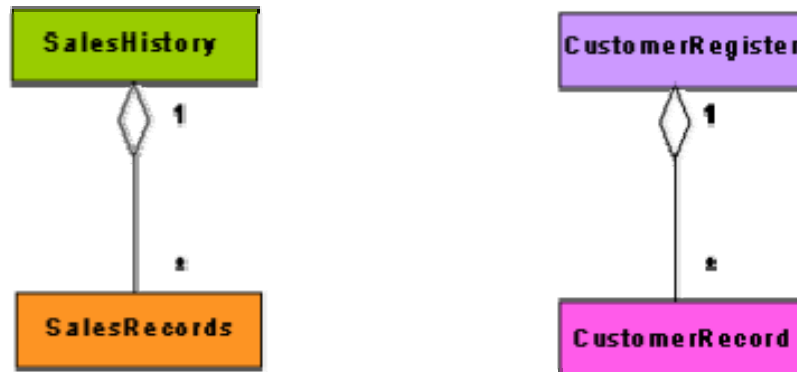 SalesHistory
CustomerRegister
1
1
*
*
SalesRecords
CustomerRecord